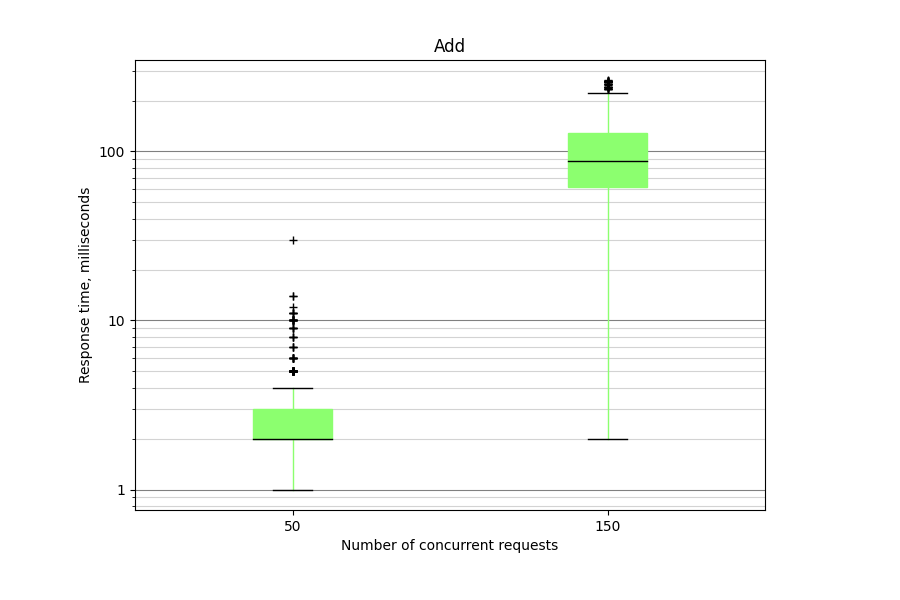 Add
Response time, milliseconds
100
10
1
50
150
Number of concurrent requests